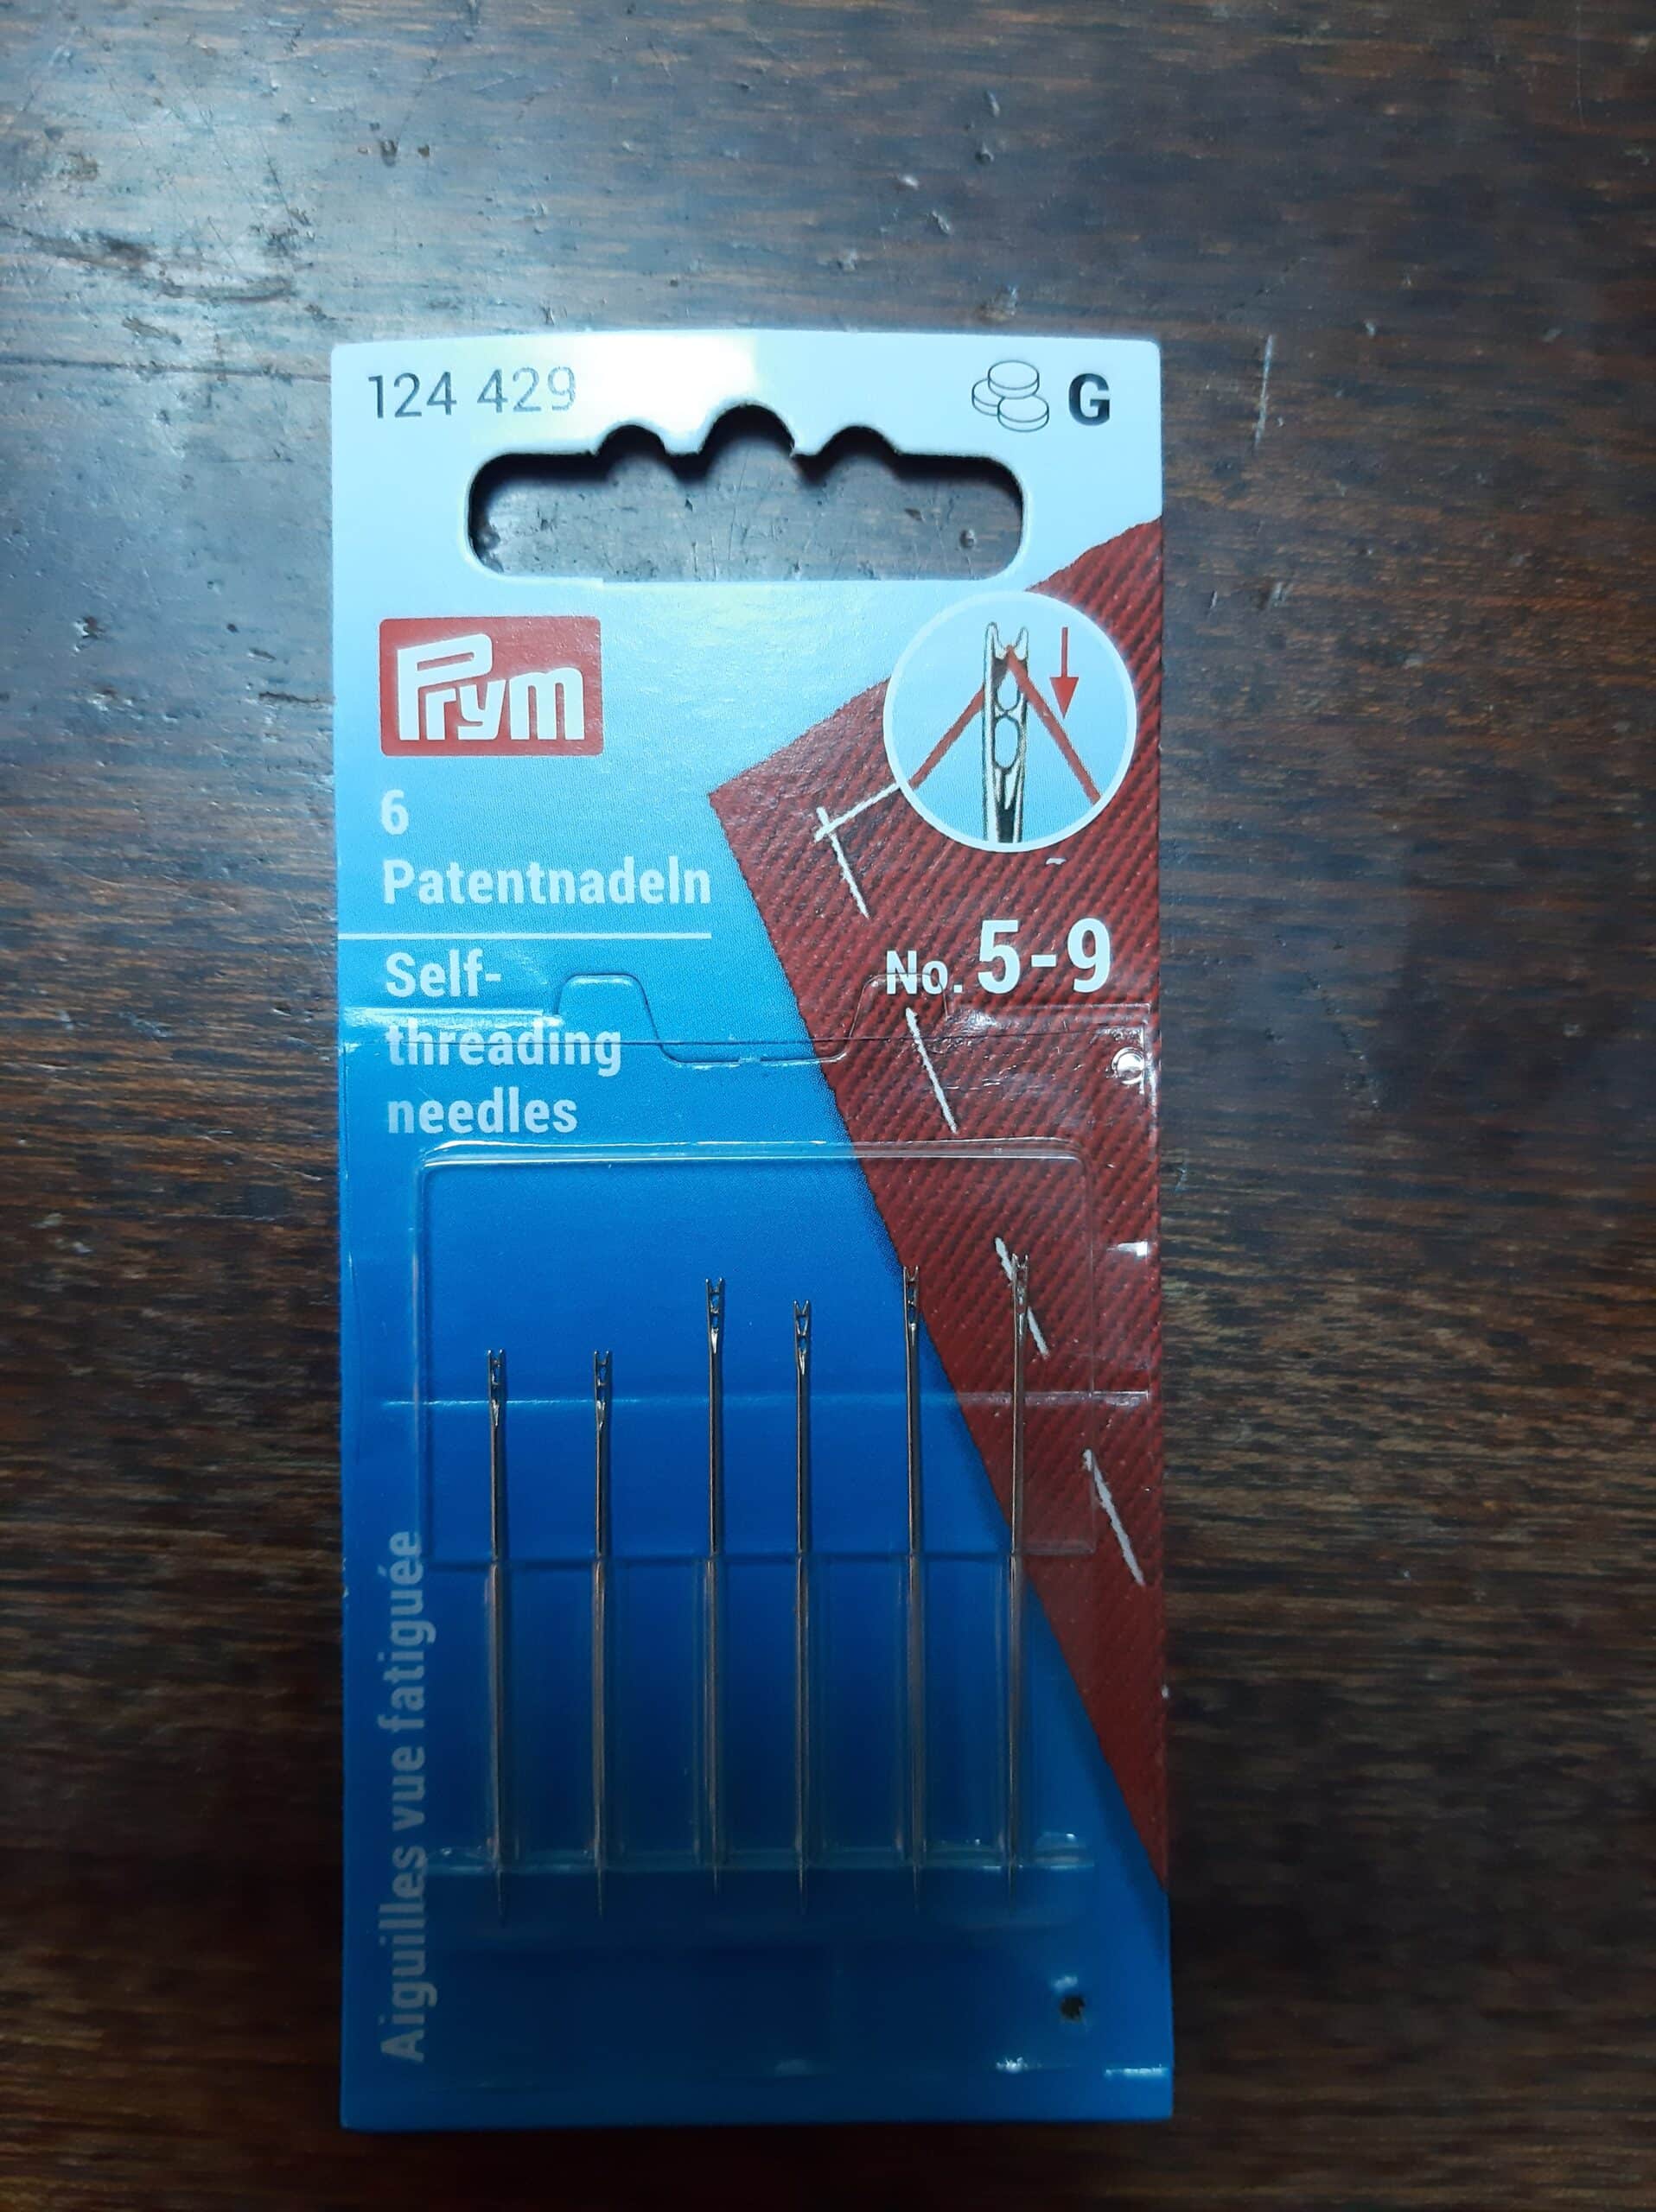 124 429
G
Prym
6
Patentnadeln
Self-
threading
needles
No. 5-9
Aiguilles vue fatiguée